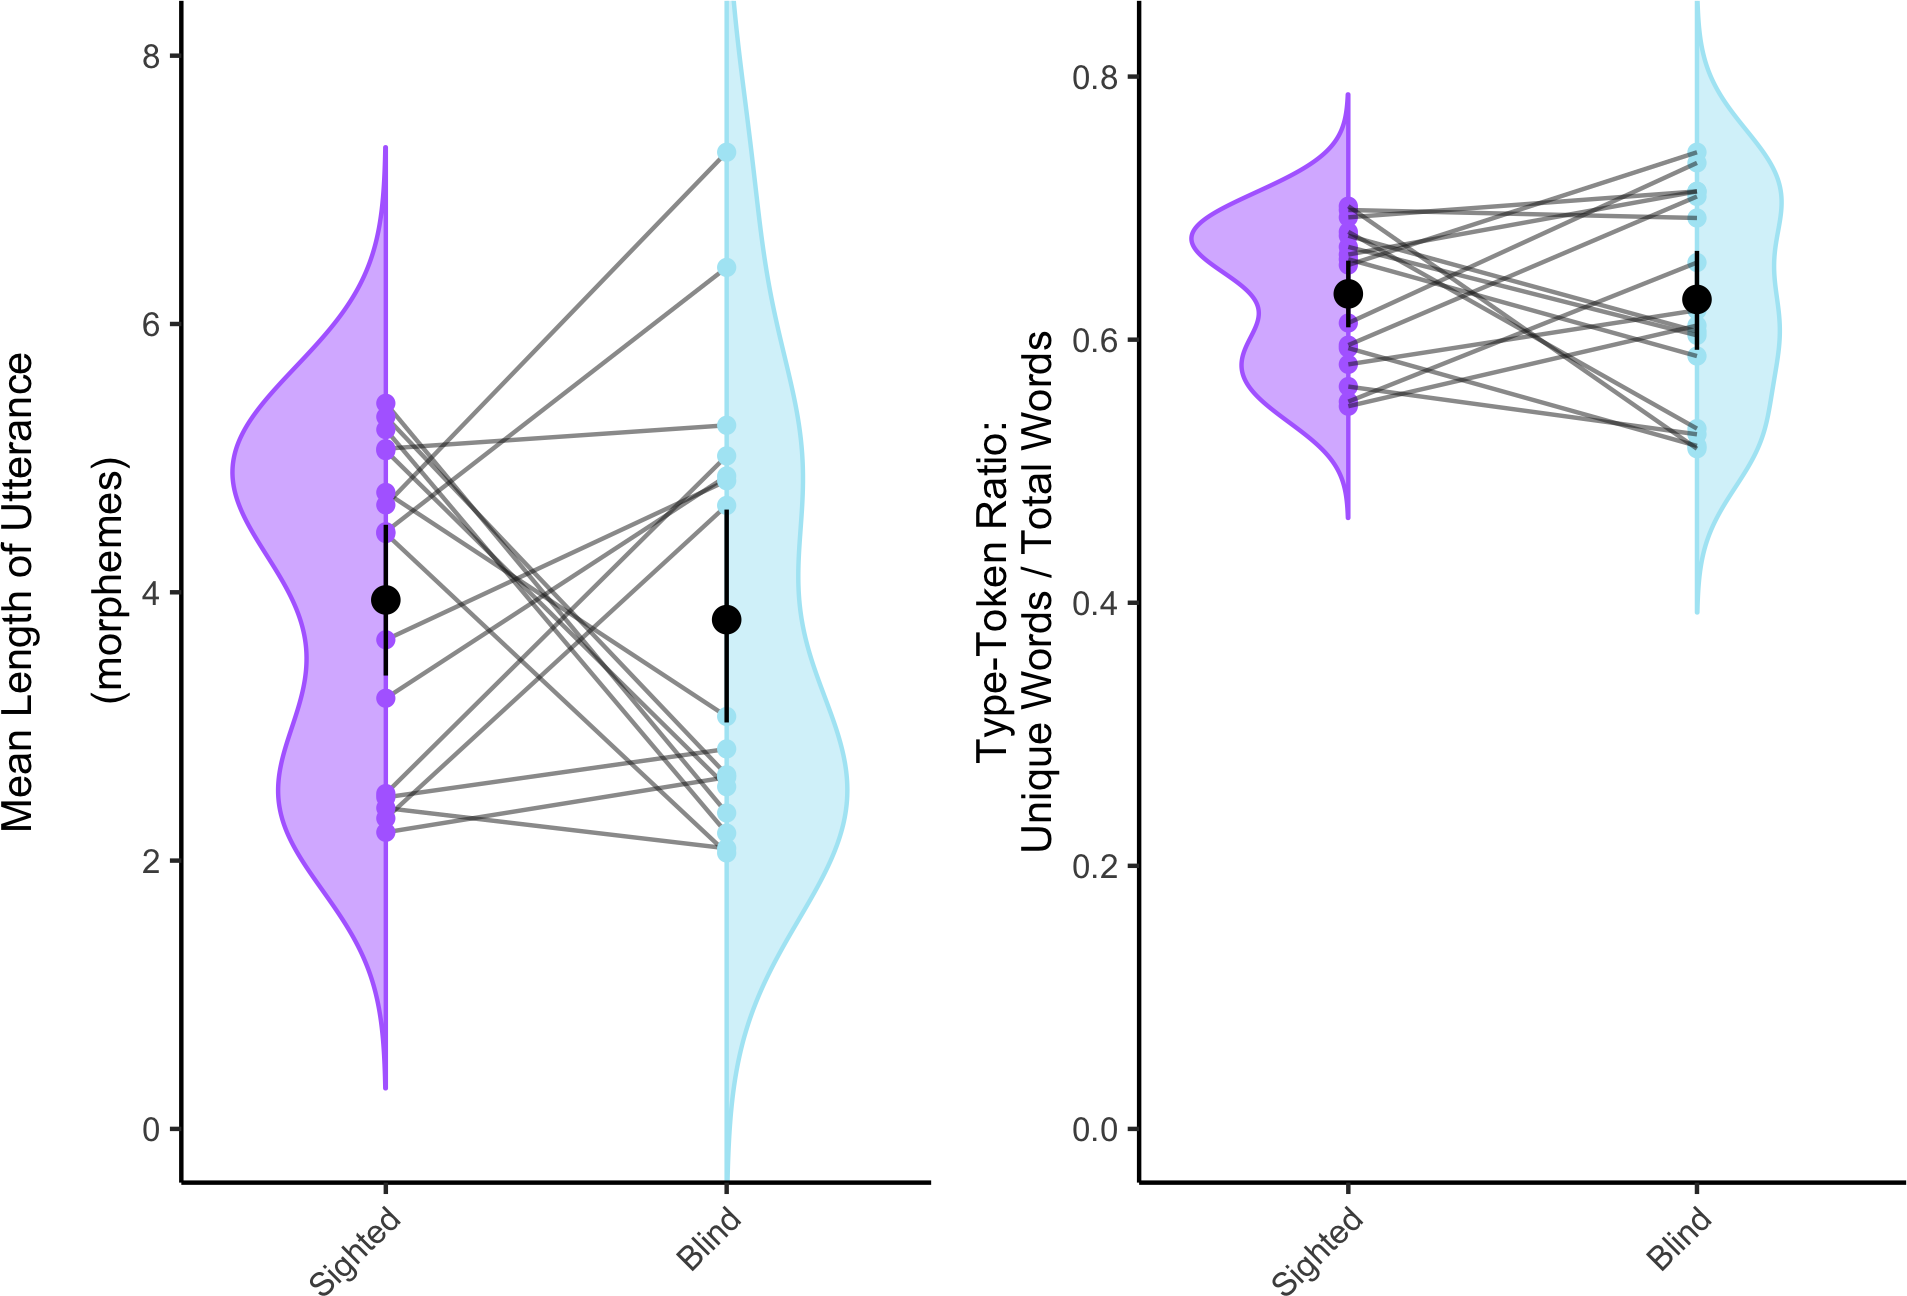 Mean Length of Utterance
(morphemes)
8
6
4
2
0
Sighted
Blind
Type-Token Ratio:
Unique Words / Total Words
0.8
0.6
0.4
0.2
0.0
Sighted
Blind